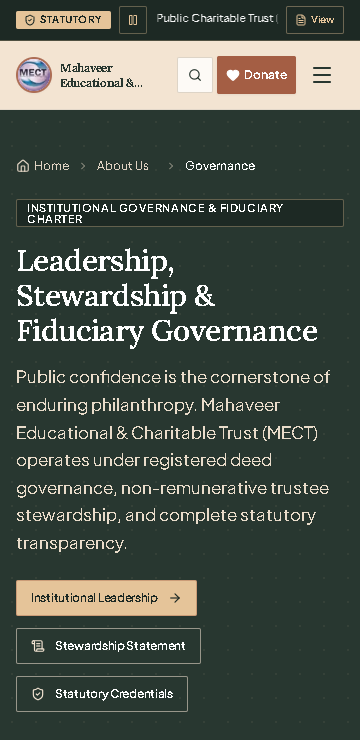 STATUTORY
Public Charitable Trust
View
MECT
Mahaveer
Educational &...
Donate
Home
About Us
Governance
INSTITUTIONAL GOVERNANCE & FIDUCIARY
CHARTER
Leadership,
Stewardship &
Fiduciary Governance
Public confidence is the cornerstone of
enduring philanthropy. Mahaveer
Educational & Charitable Trust (MECT)
operates under registered deed
governance, non-remunerative trustee
stewardship, and complete statutory
transparency.
Institutional Leadership
Stewardship Statement
Statutory Credentials